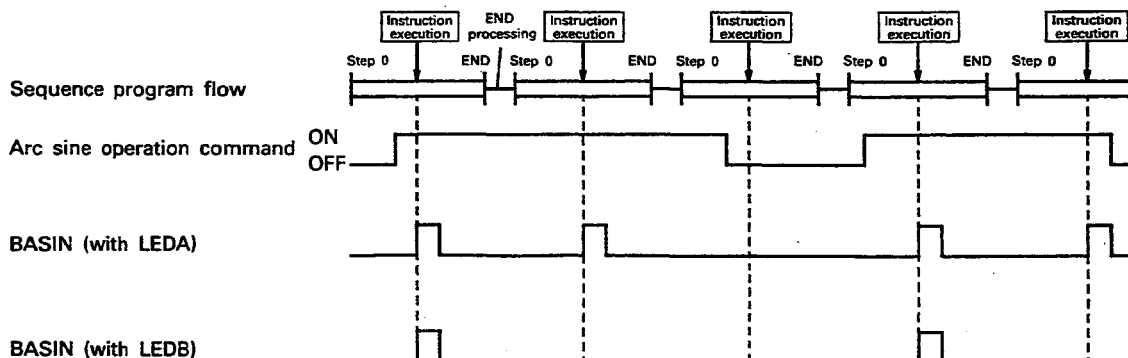 Instruction execution
END processing
Instruction execution
Instruction execution
Instruction execution
Instruction execution
Step 0
END
Step 0
END
Step 0
END
Step 0
END
Step 0
Sequence program flow
Arc sine operation command
ON
OFF
BASIN (with LEDA)
BASIN (with LEDB)